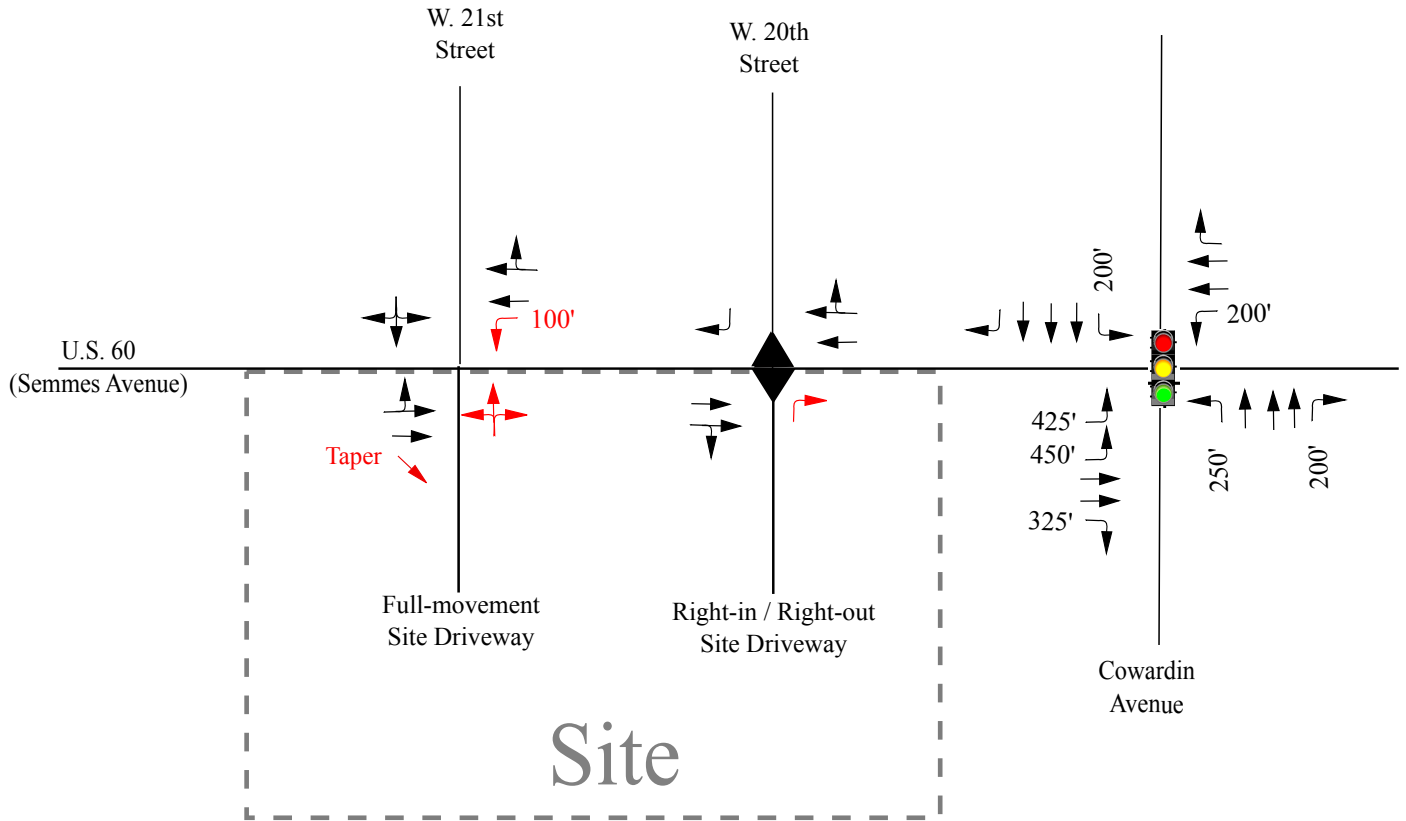 W. 21st
Street
W. 20th
Street
200'
100'
200'
U.S. 60
(Semmes Avenue)
425'
450'
250'
200'
Taper
325'
Full-movement
Site Driveway
Right-in / Right-out
Site Driveway
Cowardin
Avenue
Site